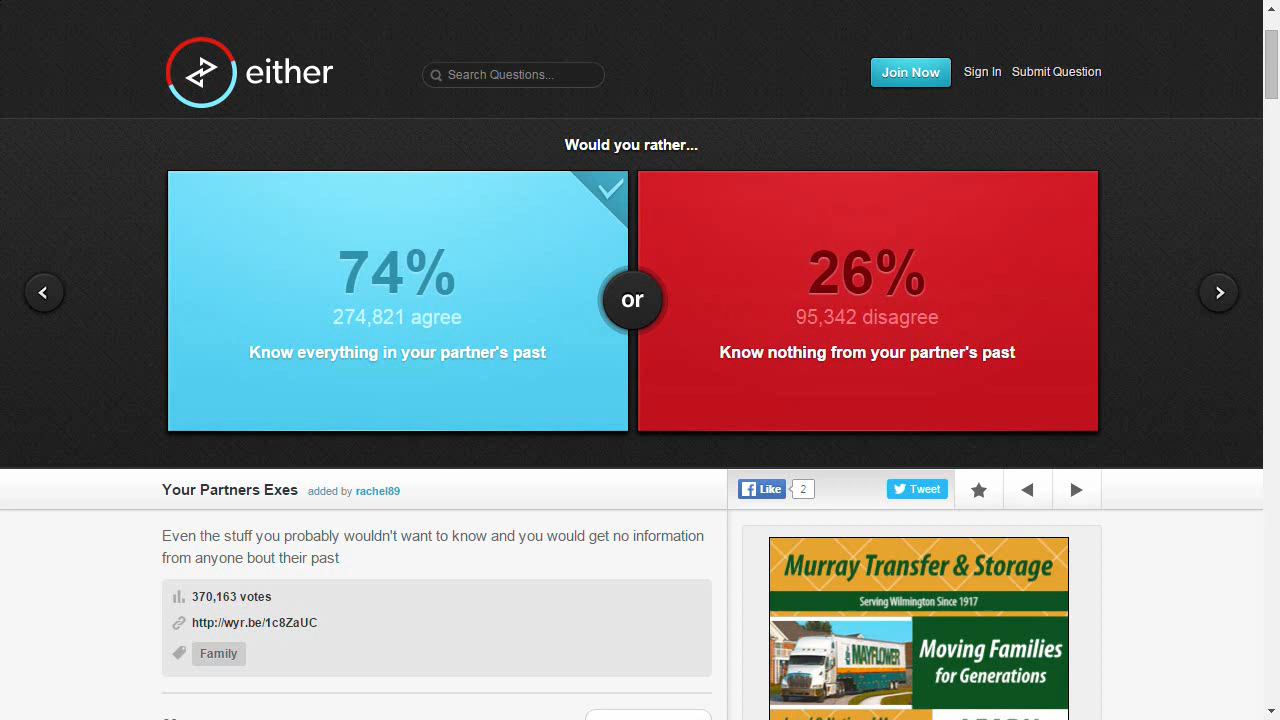 either
Search Questions...
Join Now
Sign In
Submit Question
Would you rather...
74%
274,821 agree
Know everything in your partner's past
or
26%
95,342 disagree
Know nothing from your partner's past
Your Partners Exes added by rachel89
Like
2
Tweet
Even the stuff you probably wouldn't want to know and you would get no information
from anyone bout their past
370,163 votes
http://wyr.be/1c8ZaUC
Family
Murray Transfer & Storage
Serving Wilmington Since 1917
MAYFLOWER
Moving Families
for Generations